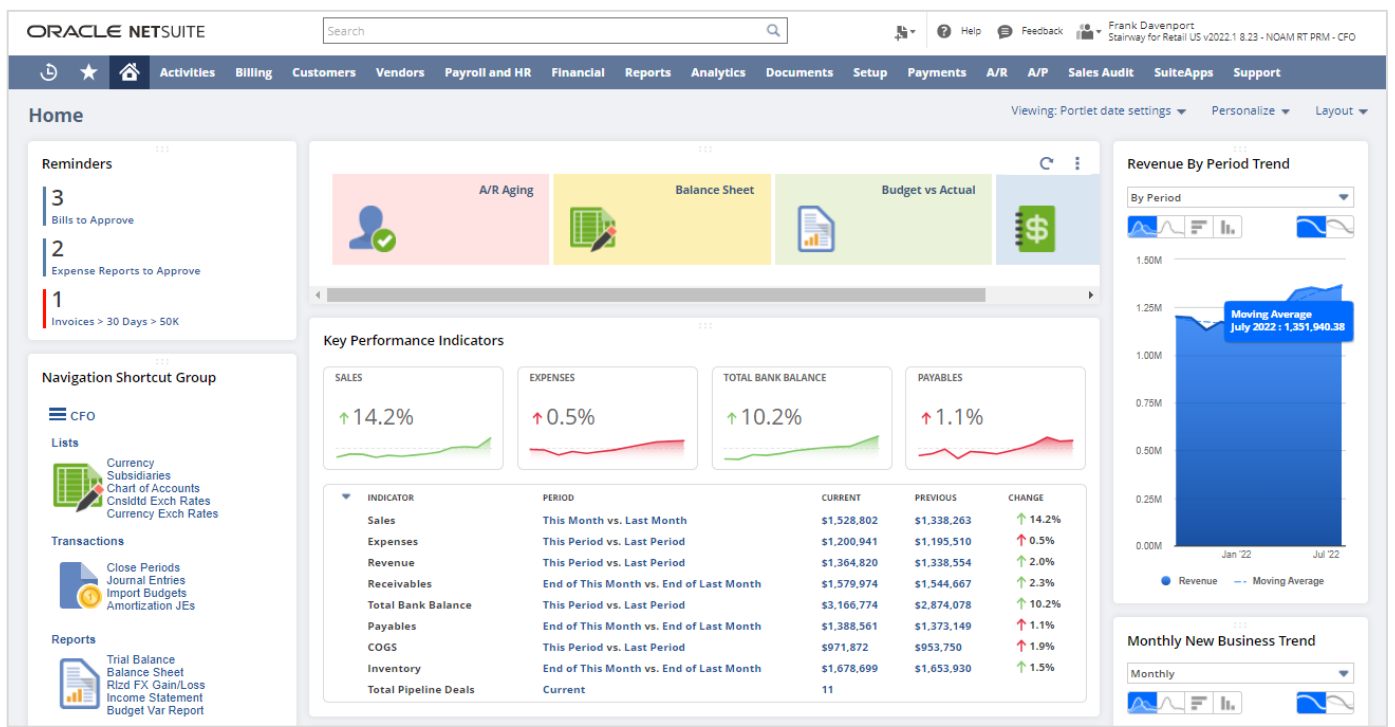 ORACLE NETSUITE
Search
Help
Feedback
Frank Davenport
Stairway for Retail US v2022.1 8.23 - NOAM RT PRM - CFO
Activities Billing Customers Vendors Payroll and HR Financial Reports Analytics Documents Setup Payments A/R A/P Sales Audit SuiteApps Support
Home
Viewing: Portlet date settings Personalize Layout
Reminders
3
Bills to Approve
2
Expense Reports to Approve
1
Invoices > 30 Days > 50K
Navigation Shortcut Group
CFO
Lists
Currency
Subsidiaries
Chart of Accounts
Cnsldtd Exch Rates
Currency Exch Rates
Transactions
Close Periods
Journal Entries
Import Budgets
Amortization JEs
Reports
Trial Balance
Balance Sheet
Rlzd FX Gain/Loss
Income Statement
Budget Var Report
A/R Aging
Balance Sheet
Budget vs Actual
Key Performance Indicators
SALES
14.2%
EXPENSES
0.5%
TOTAL BANK BALANCE
10.2%
PAYABLES
1.1%
INDICATOR PERIOD CURRENT PREVIOUS CHANGE
Sales This Month vs. Last Month $1,528,802 $1,338,263 14.2%
Expenses This Period vs. Last Period $1,200,941 $1,195,510 0.5%
Revenue This Period vs. Last Period $1,364,820 $1,338,554 2.0%
Receivables End of This Month vs. End of Last Month $1,579,974 $1,544,667 2.3%
Total Bank Balance This Period vs. Last Period $3,166,774 $2,874,078 10.2%
Payables End of This Month vs. End of Last Month $1,388,561 $1,373,149 1.1%
COGS This Period vs. Last Period $971,872 $953,750 1.9%
Inventory End of This Month vs. End of Last Month $1,678,699 $1,653,930 1.5%
Total Pipeline Deals Current 11
Revenue By Period Trend
By Period
1.50M
1.25M
1.00M
0.75M
0.50M
0.25M
0.00M
Moving Average
July 2022 : 1,351,940.38
Jan '22 Jul '22
Revenue Moving Average
Monthly New Business Trend
Monthly